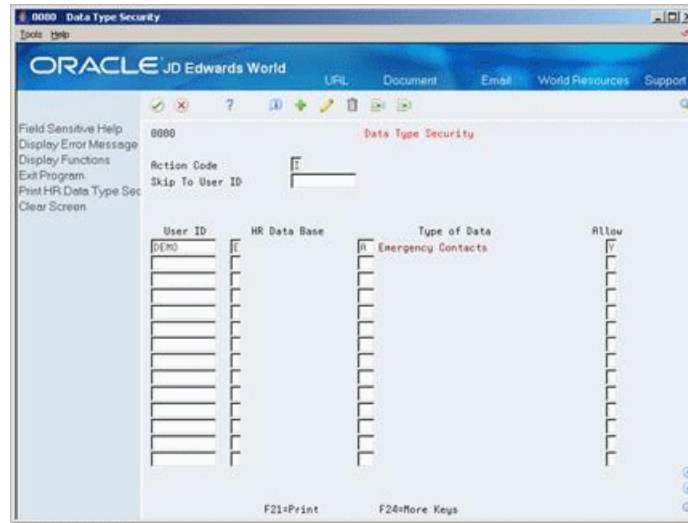 0000 Data Type Security
Tools Help
ORACLE JD Edwards World
URL Document Email World Resources Support
Field Sensitive Help
Display Error Message
Display Functions
Exit Program
Print HR Data Type Sec
Clear Screen
0000 Data Type Security
Action Code I
Skip To User ID
User ID HR Data Base Type of Data Allow
DEMO E A Emergency Contacts Y
F21=Print F24=More Keys